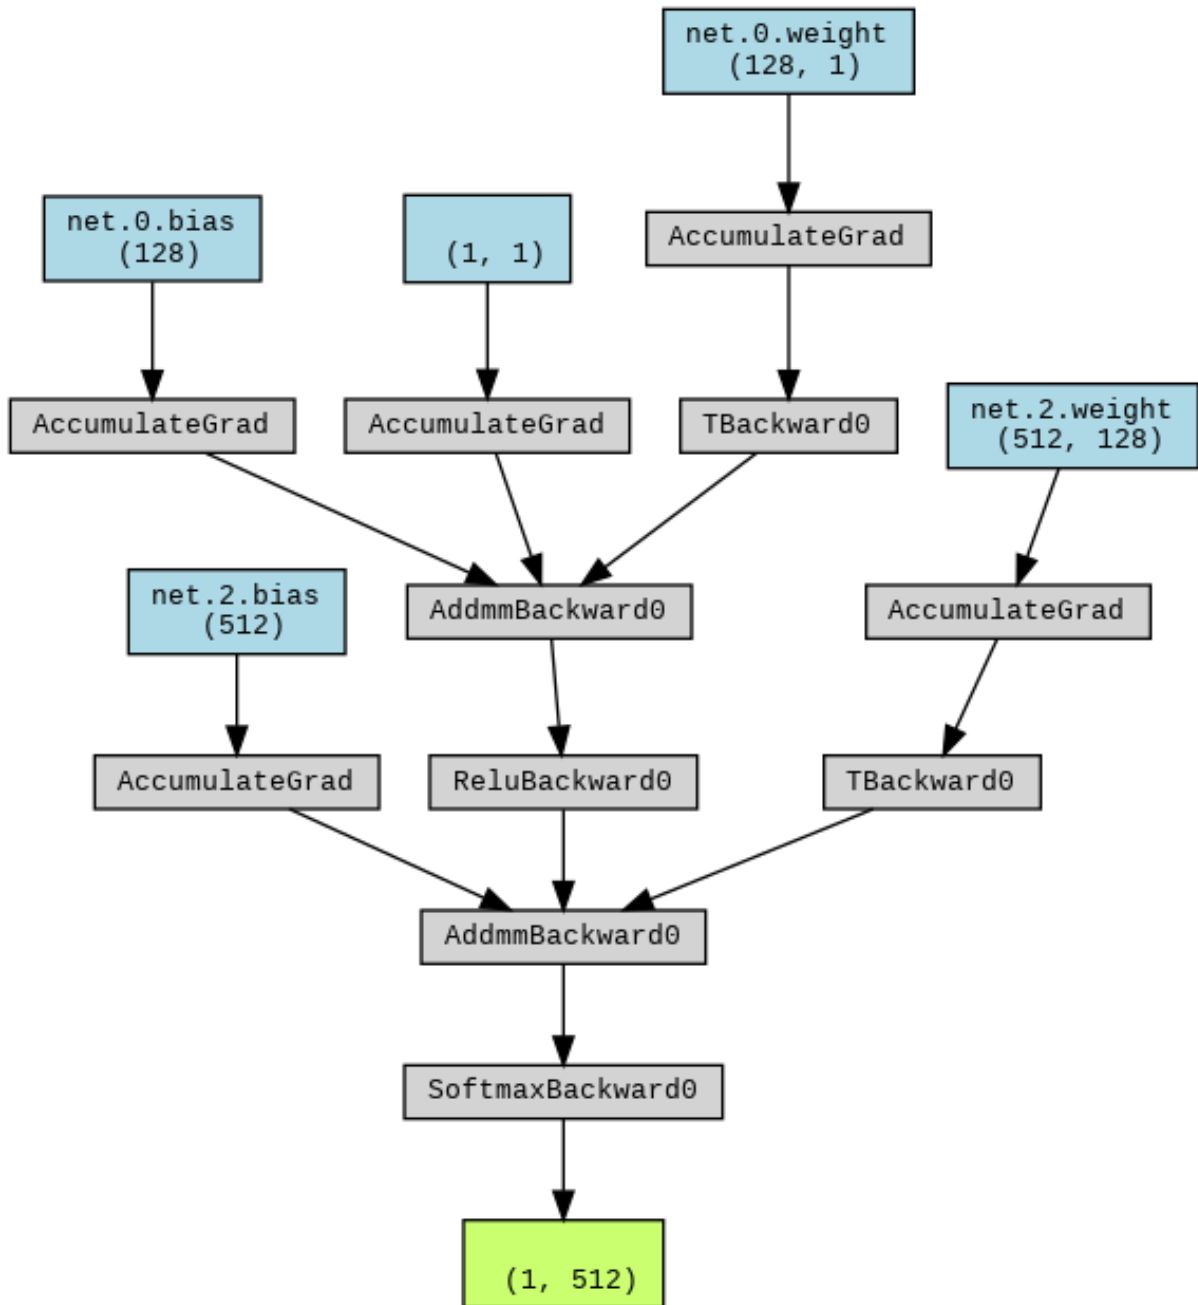 net.0.weight
(128, 1)
net.0.bias
(128)
(1, 1)
AccumulateGrad
AccumulateGrad
AccumulateGrad
TBackward0
net.2.weight
(512, 128)
net.2.bias
(512)
AddmmBackward0
AccumulateGrad
AccumulateGrad
ReluBackward0
TBackward0
AddmmBackward0
SoftmaxBackward0
(1, 512)